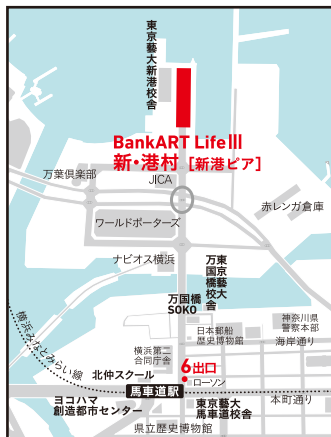 東京藝大新港校舎
BankART LifeⅢ
新・港村［新港ピア］
JICA
万葉倶楽部
赤レンガ倉庫
ワールドポーターズ
ナビオス横浜
東京藝大
万国橋校舎
万国橋
SOKO
神奈川県
警察本部
日本郵船
歴史博物館
海岸通り
横浜みなとみらい線
横浜第二
合同庁舎
6出口
北仲スクール
ローソン
馬車道駅
本町通り
ヨコハマ
創造都市センター
東京藝大
馬車道校舎
県立歴史博物館